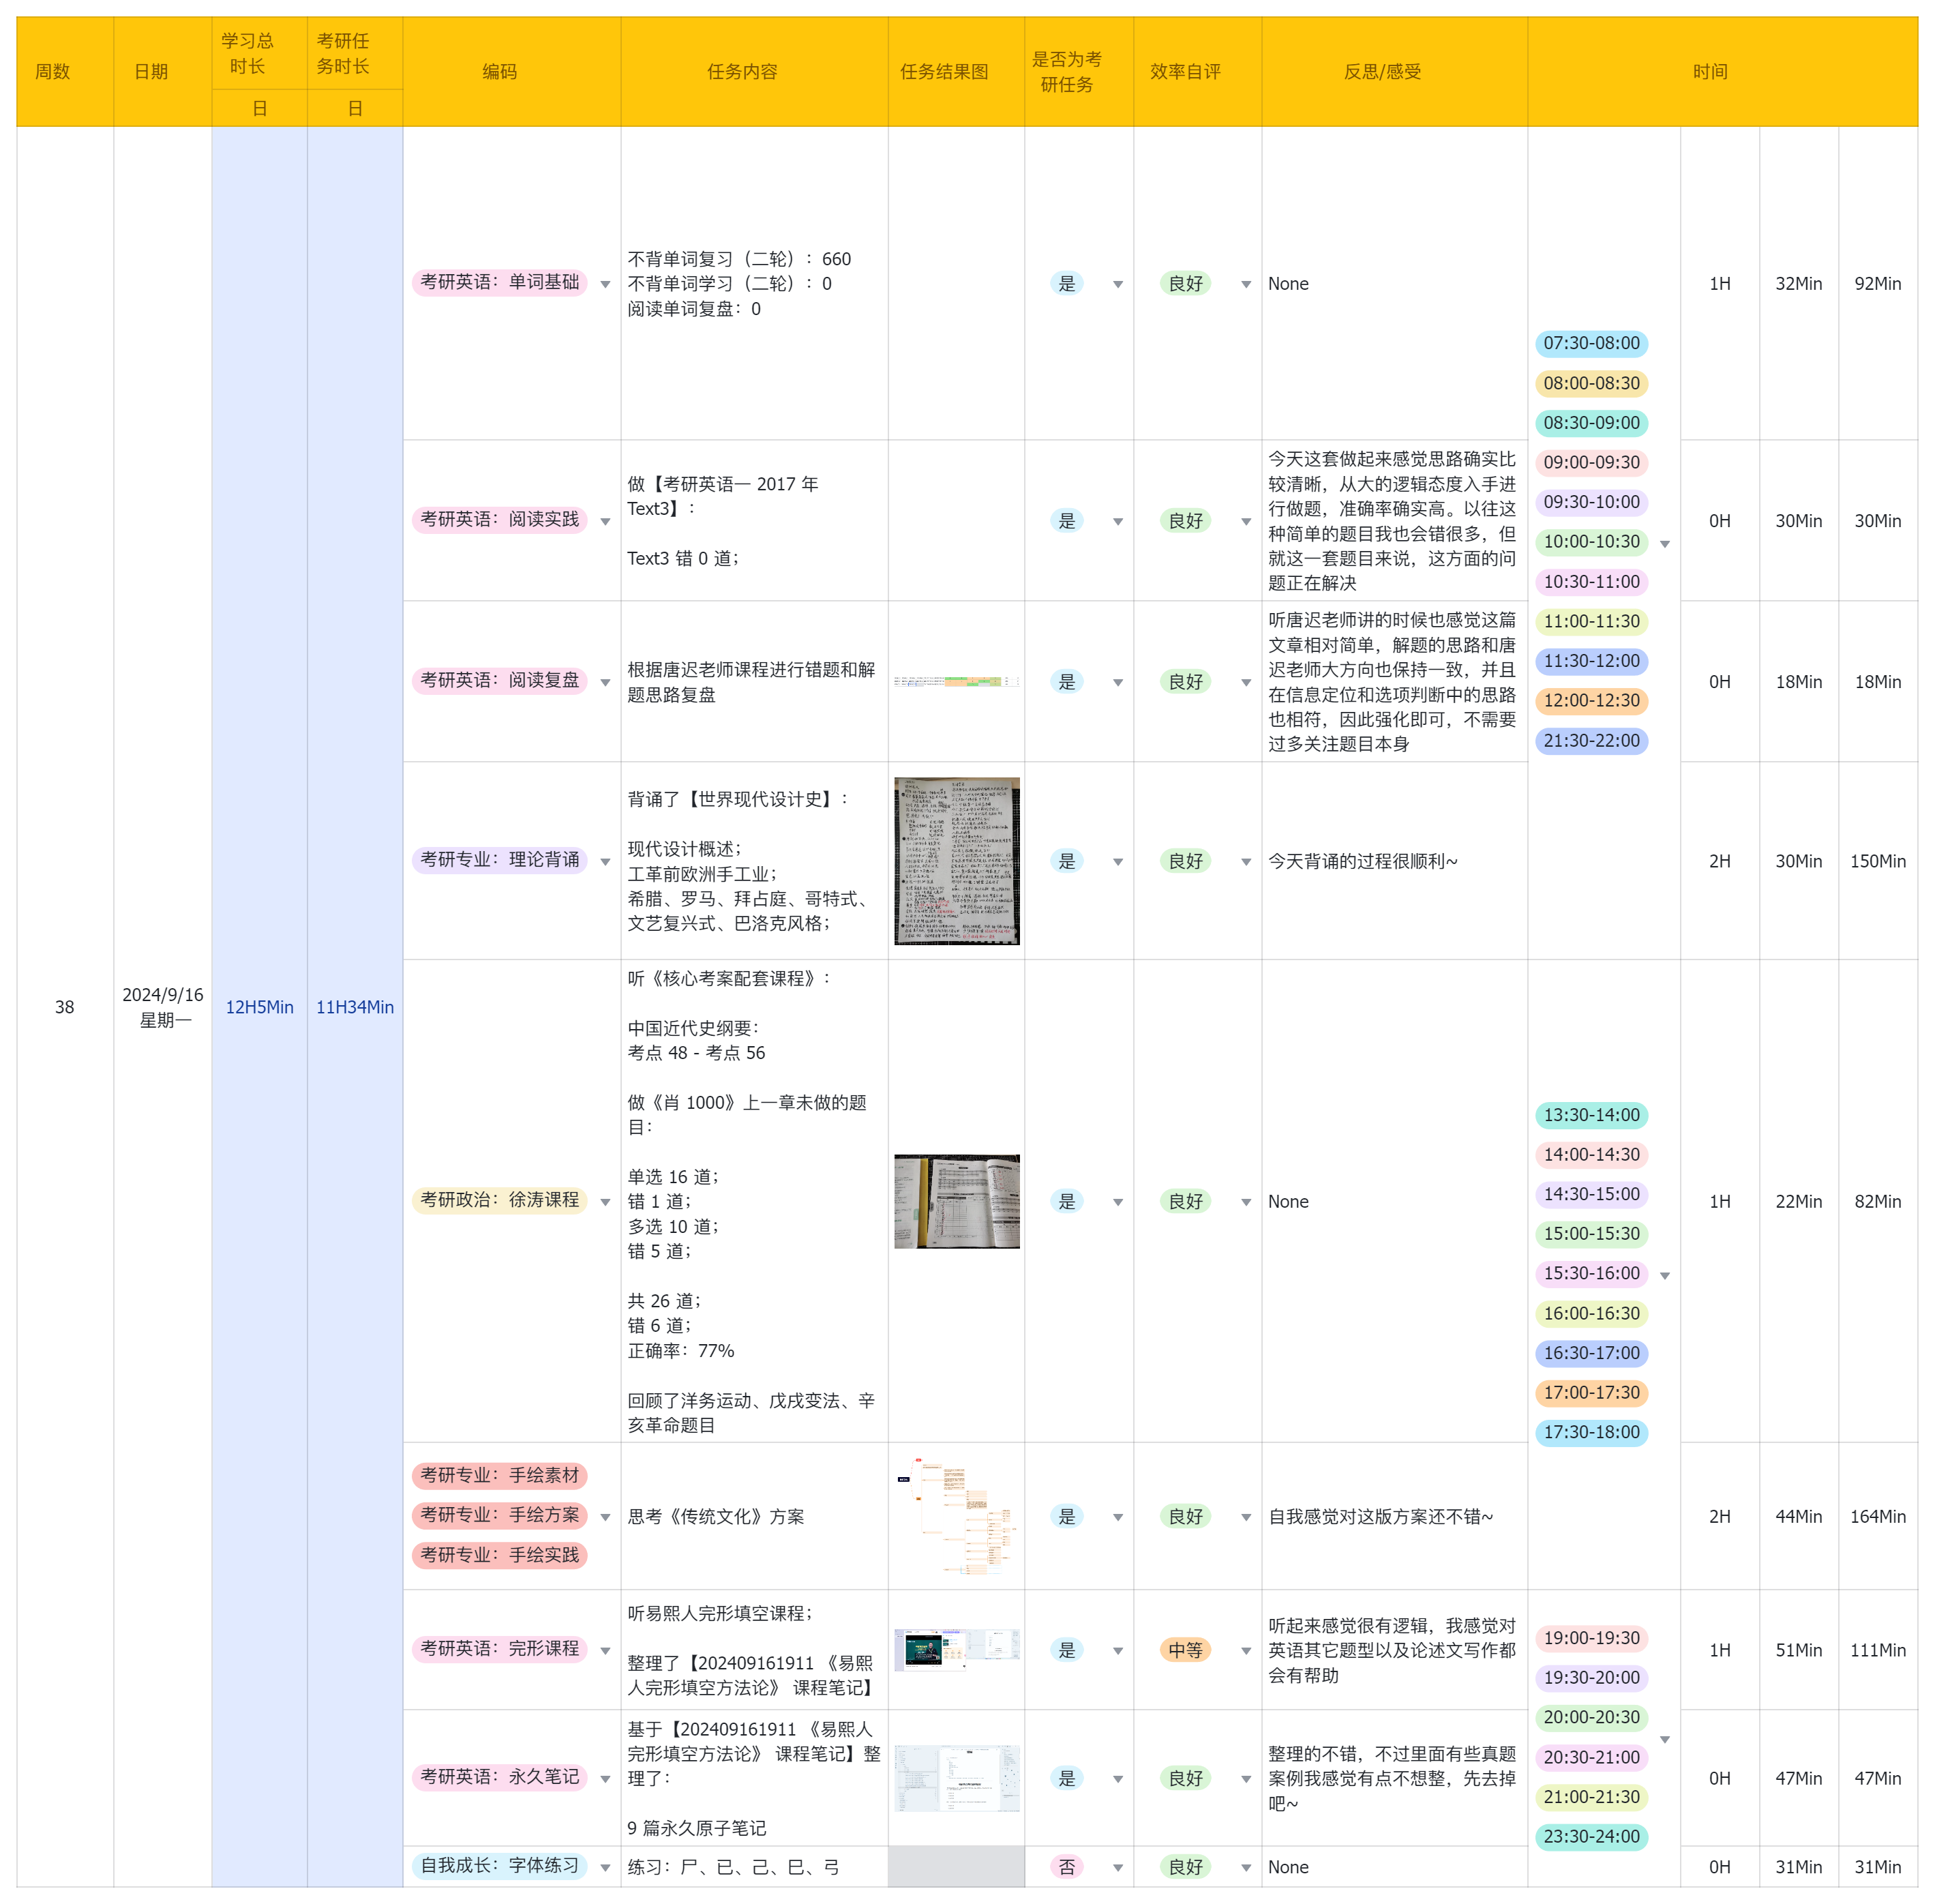 周数
日期
学习总
时长
日
考研任
务时长
日
编码
任务内容
任务结果图
是否为考
研任务
效率自评
反思/感受
时间
38
2024/9/16
星期一
12H5Min
11H34Min
考研英语：单词基础
不背单词复习（二轮）：660
不背单词学习（二轮）：0
阅读单词复盘：0
是
良好
None
1H
32Min
92Min
07:30-08:00
08:00-08:30
08:30-09:00
09:00-09:30
09:30-10:00
10:00-10:30
10:30-11:00
11:00-11:30
11:30-12:00
12:00-12:30
21:30-22:00
考研英语：阅读实践
做【考研英语一 2017 年
Text3】：
Text3 错 0 道；
是
良好
今天这套做起来感觉思路确实比
较清晰，从大的逻辑态度入手进
行做题，准确率确实高。以往这
种简单的题目我也会错很多，但
就这一套题目来说，这方面的问
题正在解决
0H
30Min
30Min
考研英语：阅读复盘
根据唐迟老师课程进行错题和解
题思路复盘
是
良好
听唐迟老师讲的时候也感觉这篇
文章相对简单，解题的思路和唐
迟老师大方向也保持一致，并且
在信息定位和选项判断中的思路
也相符，因此强化即可，不需要
过多关注题目本身
0H
18Min
18Min
考研专业：理论背诵
背诵了【世界现代设计史】：
现代设计概述；
工革前欧洲手工业；
希腊、罗马、拜占庭、哥特式、
文艺复兴式、巴洛克风格；
是
良好
今天背诵的过程很顺利~
2H
30Min
150Min
考研政治：徐涛课程
听《核心考案配套课程》：
中国近代史纲要：
考点 48 - 考点 56
做《肖 1000》上一章未做的题
目：
单选 16 道；
错 1 道；
多选 10 道；
错 5 道；
共 26 道；
错 6 道；
正确率：77%
回顾了洋务运动、戊戌变法、辛
亥革命题目
是
良好
None
13:30-14:00
14:00-14:30
14:30-15:00
15:00-15:30
15:30-16:00
16:00-16:30
16:30-17:00
17:00-17:30
17:30-18:00
1H
22Min
82Min
考研专业：手绘素材
考研专业：手绘方案
考研专业：手绘实践
思考《传统文化》方案
是
良好
自我感觉对这版方案还不错~
2H
44Min
164Min
考研英语：完形课程
听易熙人完形填空课程；
整理了【202409161911 《易熙
人完形填空方法论》 课程笔记】
是
中等
听起来感觉很有逻辑，我感觉对
英语其它题型以及论述文写作都
会有帮助
19:00-19:30
19:30-20:00
20:00-20:30
20:30-21:00
21:00-21:30
23:30-24:00
1H
51Min
111Min
考研英语：永久笔记
基于【202409161911 《易熙人
完形填空方法论》 课程笔记】整
理了：
9 篇永久原子笔记
是
良好
整理的不错，不过里面有些真题
案例我感觉有点不想整，先去掉
吧~
0H
47Min
47Min
自我成长：字体练习
练习：尸、已、己、巳、弓
否
良好
None
0H
31Min
31Min